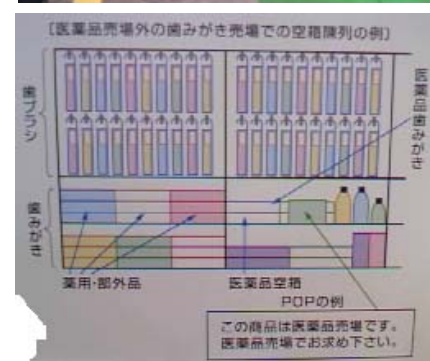 ［医薬品売場外の歯みがき売場での空箱陳列の例］
歯ブラシ
医薬品歯みがき
歯みがき
薬用・部外品
医薬品空箱
POPの例
この商品は医薬品売場です。
医薬品売場でお求め下さい。